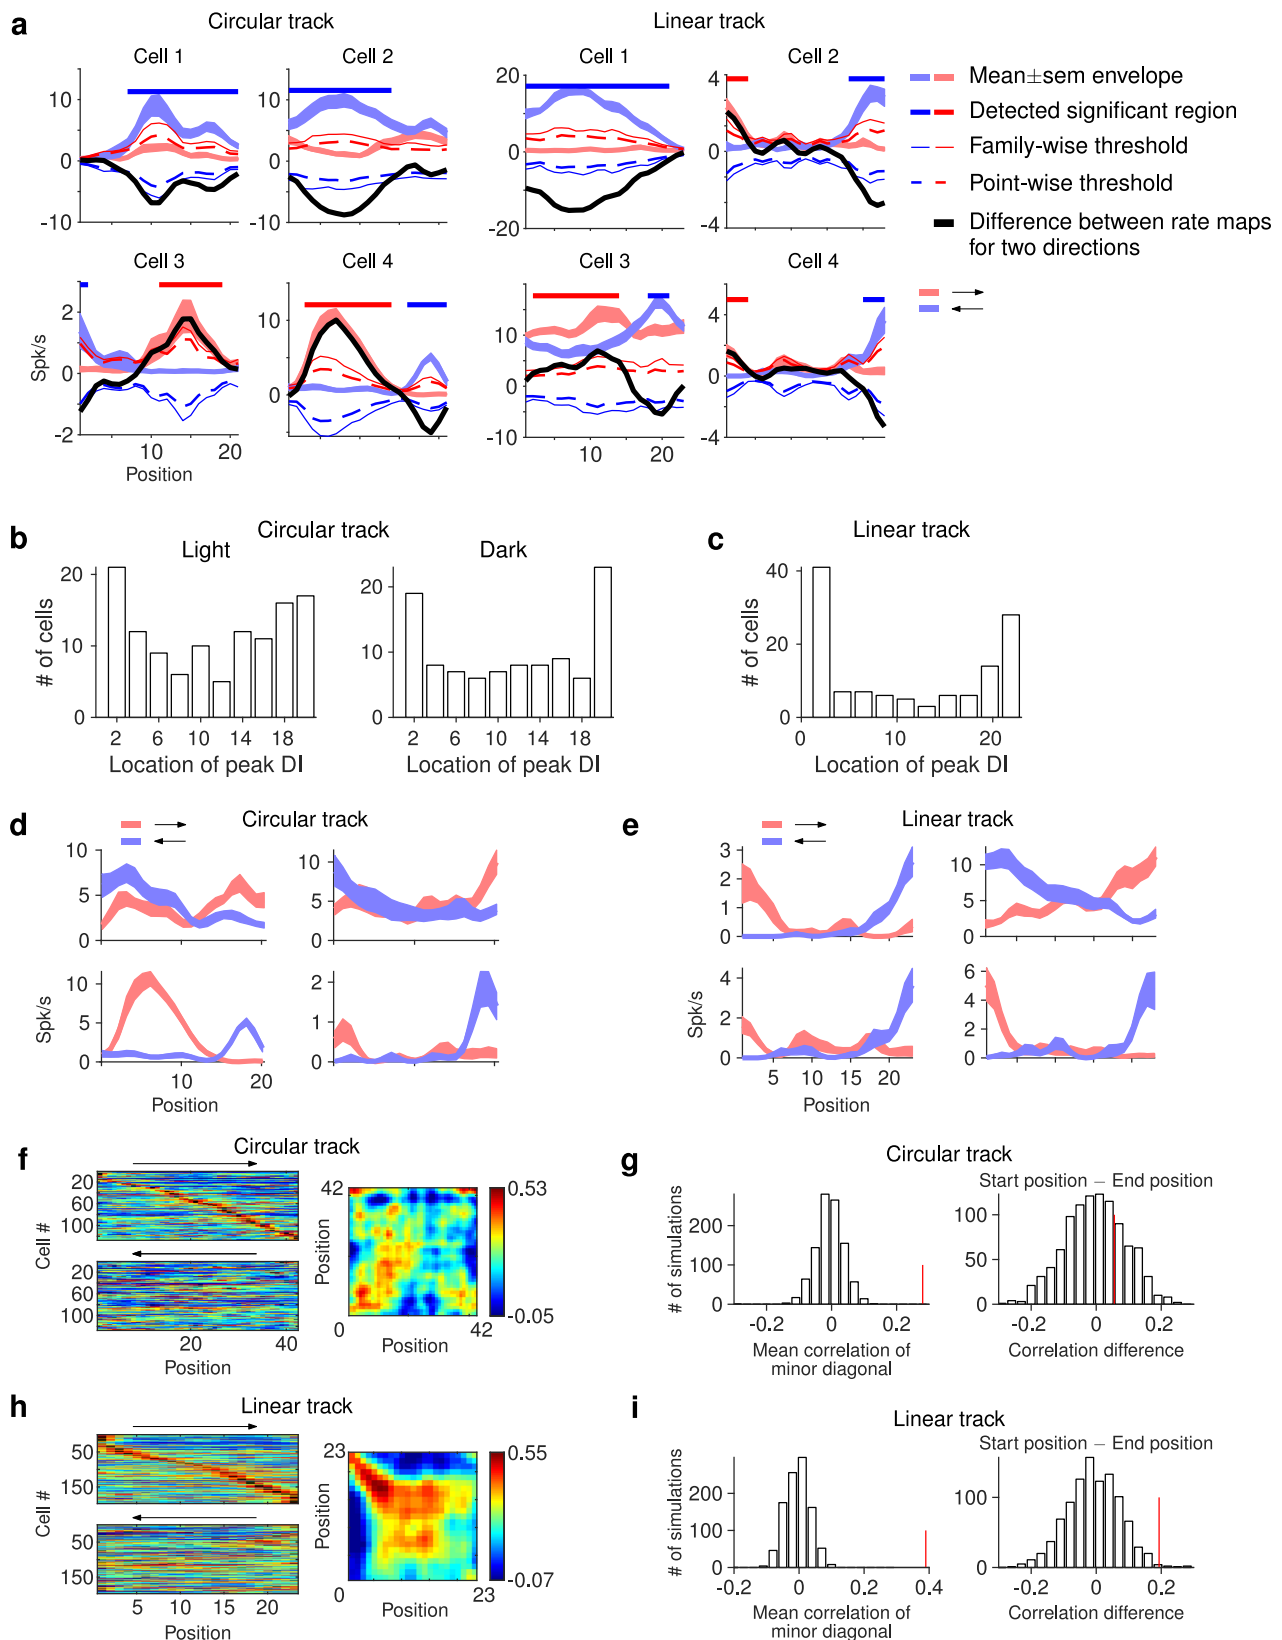 a
Circular track
Linear track
Cell 1
Cell 2
Cell 1
Cell 2
10
0
-10
10
0
-10
20
0
-20
4
0
-4
Mean±sem envelope
Detected significant region
Family-wise threshold
Point-wise threshold
Difference between rate maps
for two directions
Cell 3
Cell 4
Cell 3
Cell 4
Spk/s
2
0
-2
10
20
Position
10
5
0
-5
10
0
-10
10
20
4
0
-4
b
Circular track
Light
Dark
# of cells
20
10
0
2
6
10
14
18
Location of peak DI
20
10
0
2
6
10
14
18
Location of peak DI
c
Linear track
# of cells
40
20
0
0
10
20
Location of peak DI
d
Circular track
10
5
0
10
5
0
Spk/s
10
5
0
10
20
Position
2
1
0
e
Linear track
3
2
1
0
10
5
0
Spk/s
4
2
0
5
10
15
20
Position
6
4
2
0
f
Circular track
Cell #
20
60
100
20
60
100
20
40
Position
42
Position
0
42
0.53
-0.05
g
Circular track
# of simulations
200
100
0
-0.2
0
0.2
Mean correlation of
minor diagonal
Start position − End position
100
50
0
-0.2
0
0.2
Correlation difference
h
Linear track
Cell #
50
150
50
150
5
10
15
20
Position
23
Position
0
23
Position
0.55
-0.07
i
Linear track
# of simulations
300
200
100
0
-0.2
0
0.2
0.4
Mean correlation of
minor diagonal
Start position − End position
100
0
-0.2
0
0.2
Correlation difference